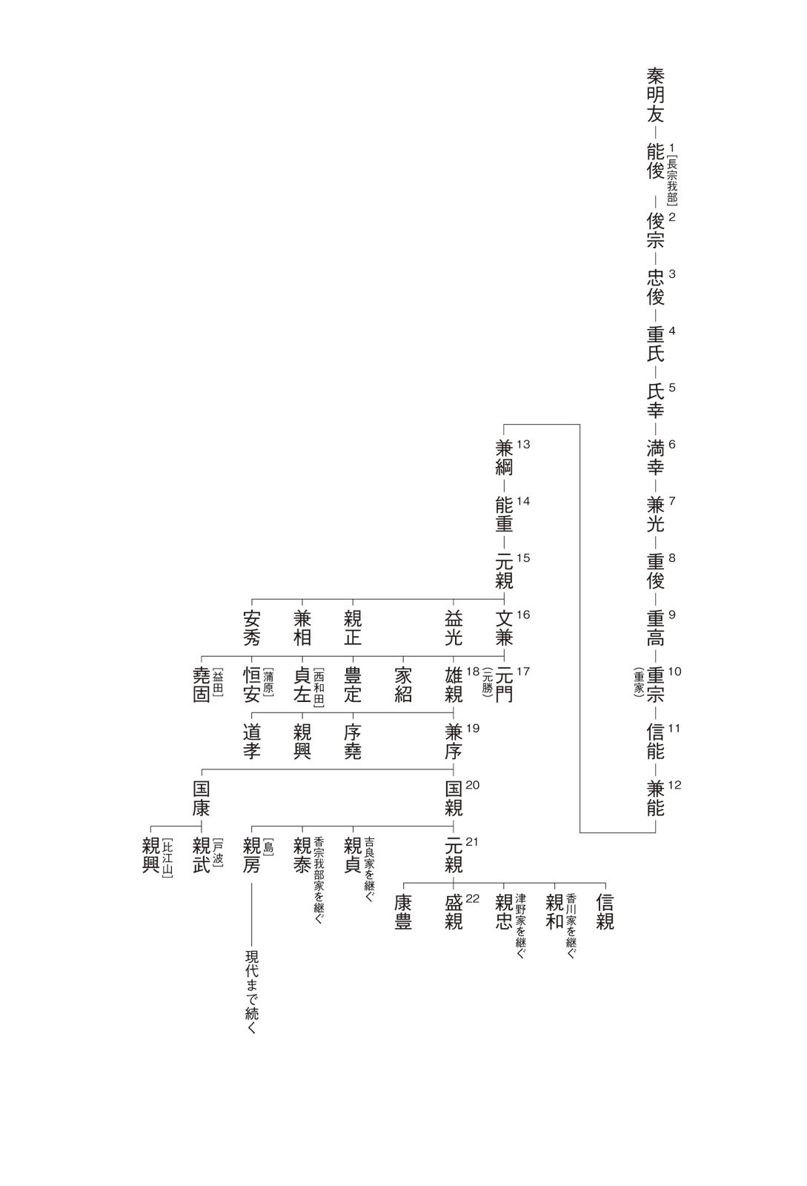 秦明友
1
能俊
[長宗我部]
2
俊宗
3
忠俊
4
重氏
5
氏幸
6
満幸
7
兼光
8
重俊
9
重高
10
重宗
(重家)
11
信能
12
兼能
13
兼綱
14
能重
15
元親
16
文兼
益光
親正
兼相
安秀
17
元門
(元勝)
18
雄親
家紹
豊定
貞左
[西和田]
恒安
[蒲原]
堯固
[益田]
19
兼序
序堯
親興
道孝
20
国親
国康
21
元親
親貞
吉良家を継ぐ
親泰
香宗我部家を継ぐ
親房
[島]
現代まで続く
親武
[戸波]
親興
[比江山]
信親
親和
香川家を継ぐ
親忠
津野家を継ぐ
22
盛親
康豊